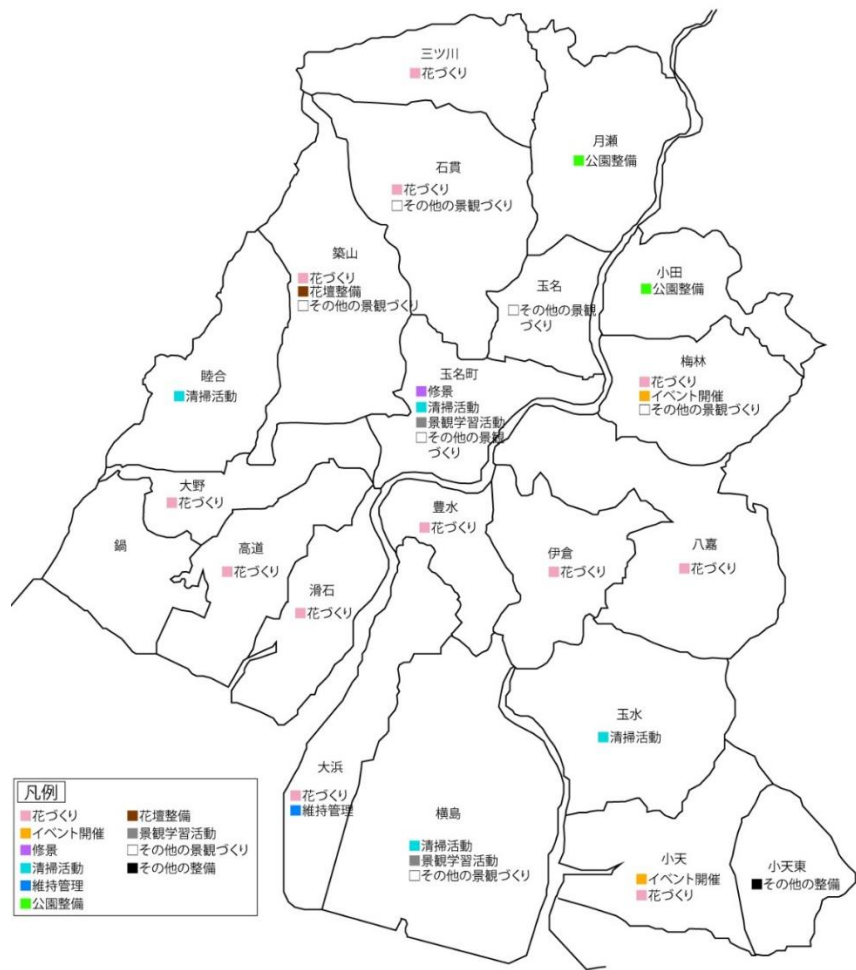 三ツ川
花づくり
月瀬
公園整備
石貫
花づくり
その他の景観づくり
築山
花づくり
花壇整備
その他の景観づくり
玉名
その他の景観
づくり
小田
公園整備
睦合
清掃活動
玉名町
修景
清掃活動
景観学習活動
その他の景観
づくり
梅林
花づくり
イベント開催
その他の景観づくり
大野
花づくり
鍋
高道
花づくり
滑石
花づくり
豊水
花づくり
伊倉
花づくり
八嘉
花づくり
玉水
清掃活動
大浜
花づくり
維持管理
横島
清掃活動
景観学習活動
その他の景観づくり
小天
イベント開催
花づくり
小天東
その他の整備
凡例
花づくり
イベント開催
修景
清掃活動
維持管理
公園整備
花壇整備
景観学習活動
その他の景観づくり
その他の整備